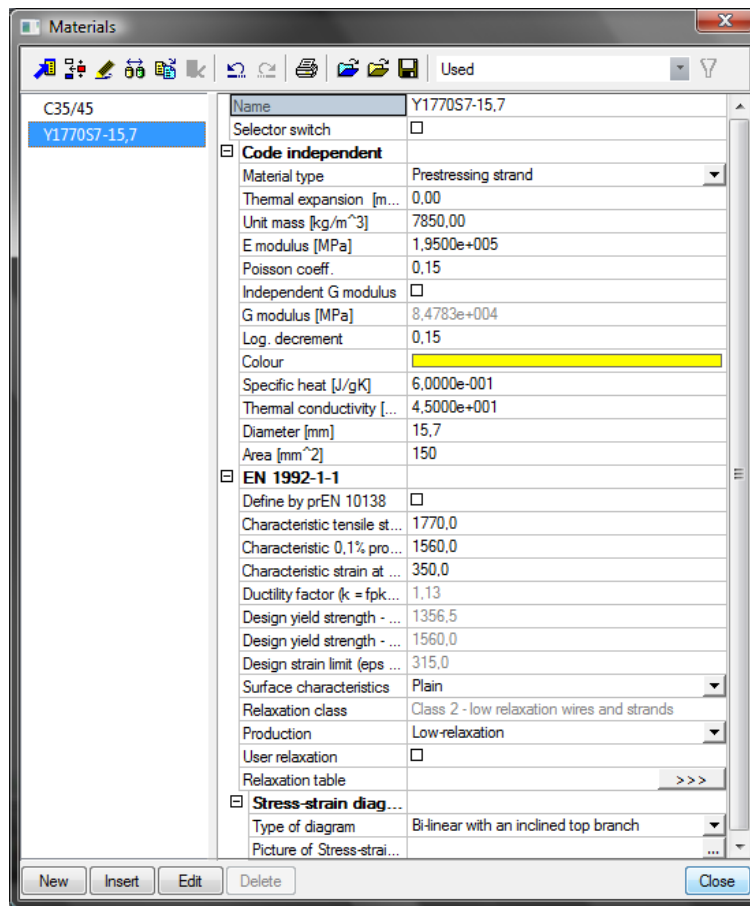 Materials
Used
C35/45
Y1770S7-15,7
Name Y1770S7-15,7
Selector switch
Code independent
Material type Prestressing strand
Thermal expansion [m... 0,00
Unit mass [kg/m^3] 7850,00
E modulus [MPa] 1,9500e+005
Poisson coeff. 0,15
Independent G modulus
G modulus [MPa] 8,4783e+004
Log. decrement 0,15
Colour
Specific heat [J/gK] 6,0000e-001
Thermal conductivity [... 4,5000e+001
Diameter [mm] 15,7
Area [mm^2] 150
EN 1992-1-1
Define by prEN 10138
Characteristic tensile st... 1770,0
Characteristic 0,1% pro... 1560,0
Characteristic strain at ... 350,0
Ductility factor (k = fpk... 1,13
Design yield strength - ... 1356,5
Design yield strength - ... 1560,0
Design strain limit (eps ... 315,0
Surface characteristics Plain
Relaxation class Class 2 - low relaxation wires and strands
Production Low-relaxation
User relaxation
Relaxation table >>>
Stress-strain diag...
Type of diagram Bi-linear with an inclined top branch
Picture of Stress-strai... ...
New Insert Edit Delete Close